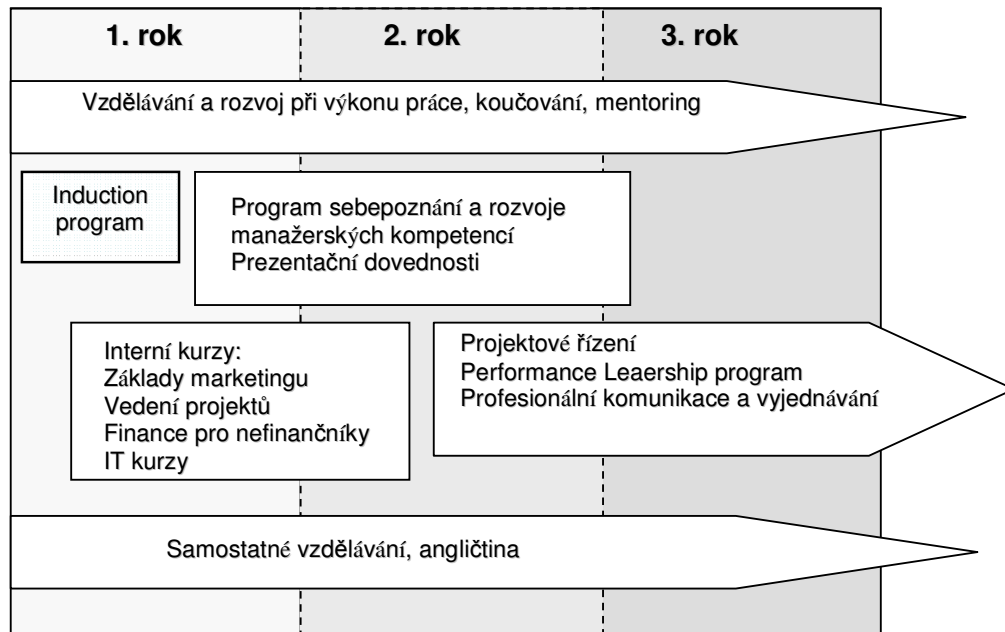 1. rok 2. rok 3. rok
Vzdělávání a rozvoj při výkonu práce, koučování, mentoring
Induction
program
Program sebepoznání a rozvoje
manažerských kompetencí
Prezentační dovednosti
Interní kurzy:
Základy marketingu
Vedení projektů
Finance pro nefinančníky
IT kurzy
Projektové řízení
Performance Leaership program
Profesionální komunikace a vyjednávání
Samostatné vzdělávání, angličtina